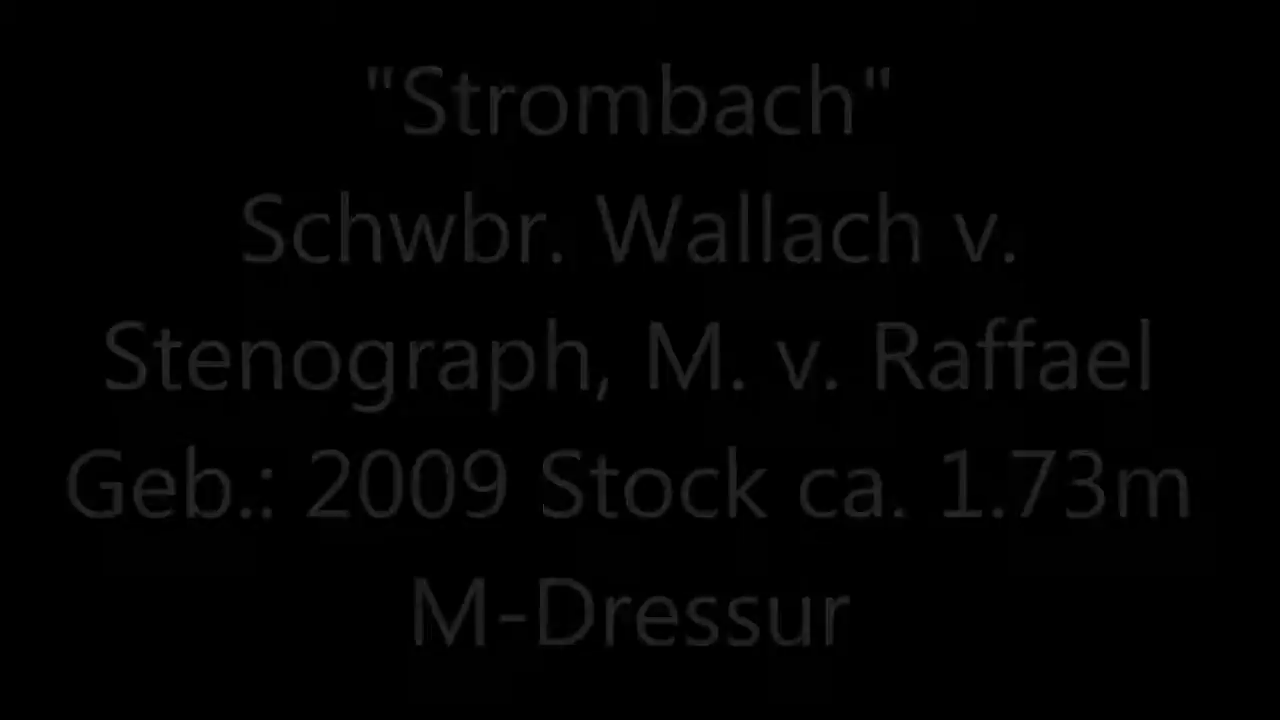 "Strombach"
Schwbr. Wallach v.
Stenograph, M. v. Raffael
Geb.: 2009 Stock ca. 1.73m
M-Dressur